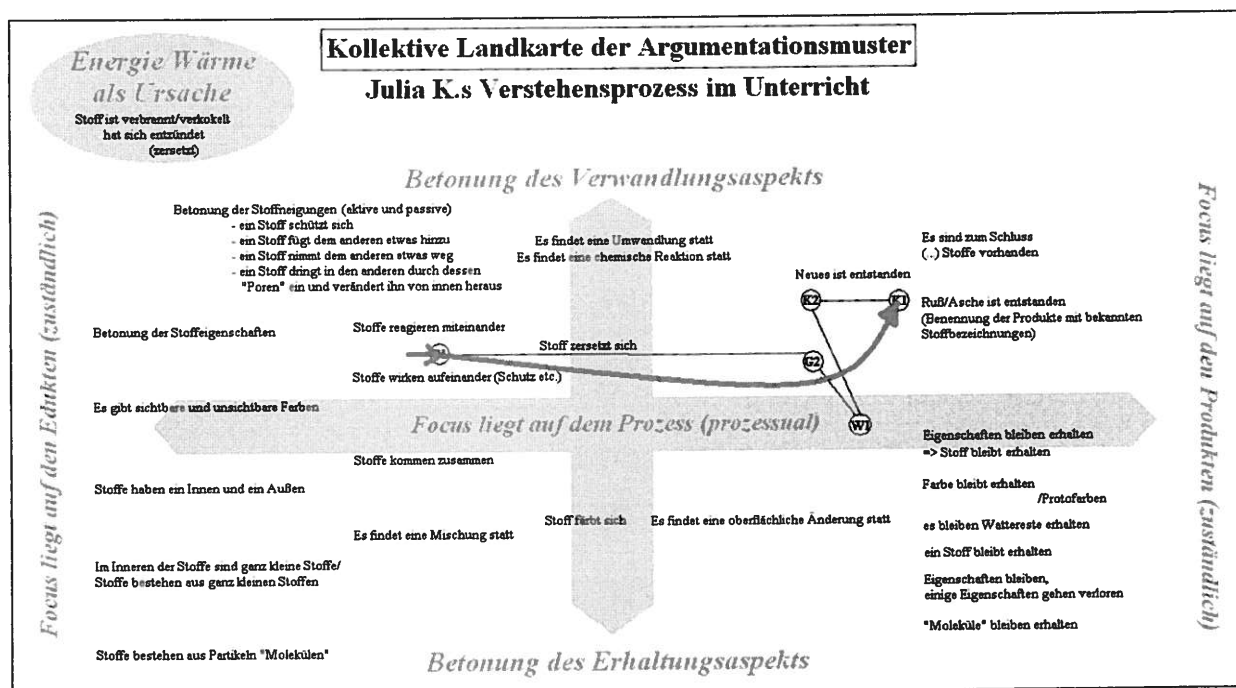 Kollektive Landkarte der Argumentationsmuster
Julia K.s Verstehensprozess im Unterricht
Energie Wärme
als Ursache
Stoff ist verbrannt/verkokelt
hat sich entzündet
(zersetzt)
Betonung des Verwandlungsaspekts
Focus liegt auf den Edukten (zuständlich)
Focus liegt auf den Produkten (zuständlich)
Betonung der Stoffneigungen (aktive und passive)
- ein Stoff schützt sich
- ein Stoff fügt dem anderen etwas hinzu
- ein Stoff nimmt dem anderen etwas weg
- ein Stoff dringt in den anderen durch dessen
"Poren" ein und verändert ihn von innen heraus
Es findet eine Umwandlung statt
Es findet eine chemische Reaktion statt
Es sind zum Schluss
(..) Stoffe vorhanden
Neues ist entstanden
K2
K1
Ruß/Asche ist entstanden
(Benennung der Produkte mit bekannten
Stoffbezeichnungen)
Betonung der Stoffeigenschaften
Stoffe reagieren miteinander
Stoff zersetzt sich
G2
Stoffe wirken aufeinander (Schutz etc.)
Es gibt sichtbare und unsichtbare Farben
Focus liegt auf dem Prozess (prozessual)
W1
Eigenschaften bleiben erhalten
=> Stoff bleibt erhalten
Stoffe kommen zusammen
Stoffe haben ein Innen und ein Außen
Farbe bleibt erhalten
/Protofarben
Stoff färbt sich
Es findet eine oberflächliche Änderung statt
es bleiben Wattereste erhalten
Es findet eine Mischung statt
ein Stoff bleibt erhalten
Im Inneren der Stoffe sind ganz kleine Stoffe/
Stoffe bestehen aus ganz kleinen Stoffen
Eigenschaften bleiben,
einige Eigenschaften gehen verloren
"Moleküle" bleiben erhalten
Stoffe bestehen aus Partikeln "Molekülen"
Betonung des Erhaltungsaspekts